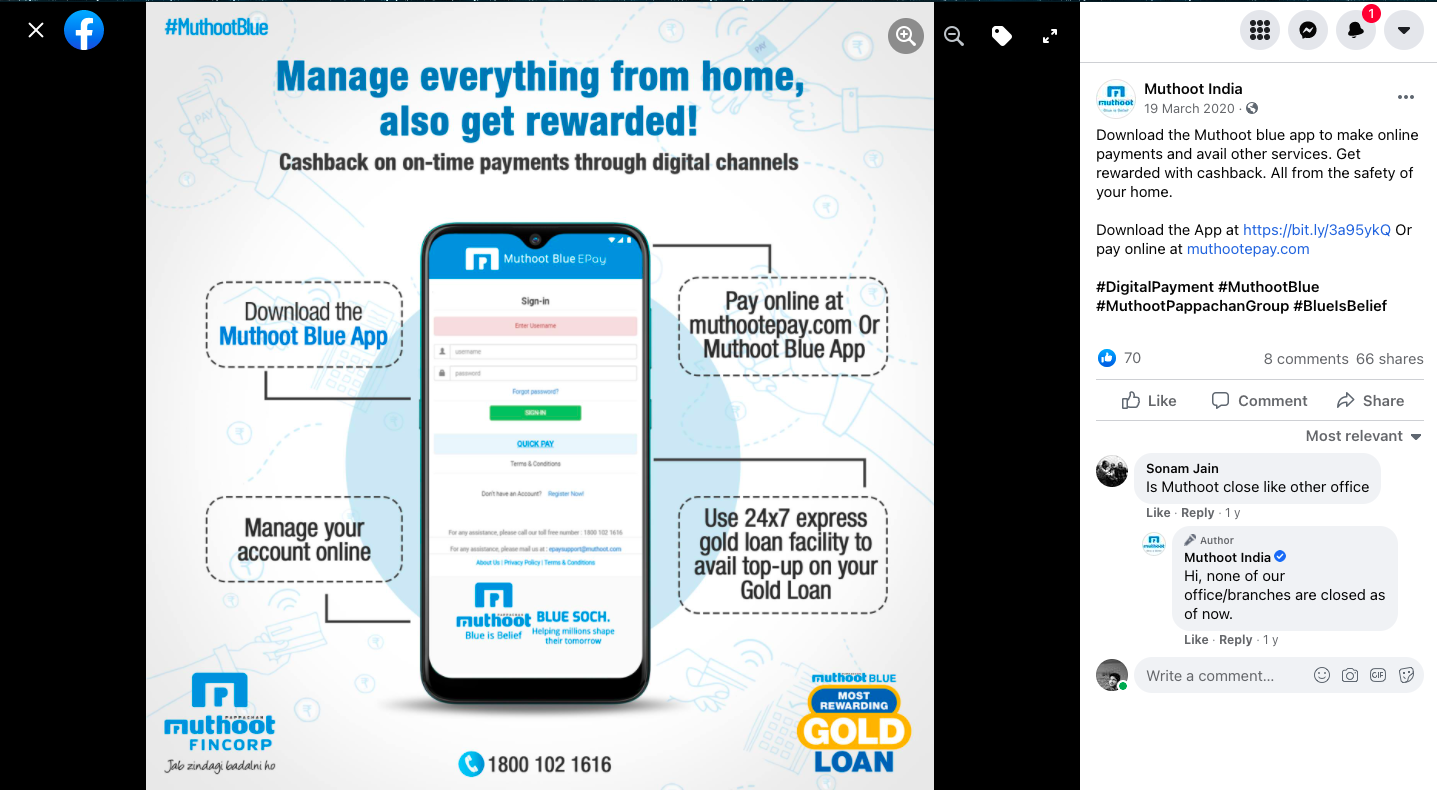 #MuthootBlue
Manage everything from home,
also get rewarded!
Cashback on on-time payments through digital channels
PAY
PAY
Muthoot Blue EPay
Sign-in
Enter Username
username
password
Forgot password?
SIGN-IN
QUICK PAY
Terms & Conditions
Don't have an Account? Register Now!
For any assistance, please call our toll free number : 1800 102 1616
For any assistance, please mail us at : epaysupport@muthoot.com
About Us | Privacy Policy | Terms & Conditions
PAPPACHAN
muthoot
Blue is Belief
BLUE SOCH.
Helping millions shape
their tomorrow
Download the
Muthoot Blue App
Pay online at
muthootepay.com Or
Muthoot Blue App
Manage your
account online
Use 24x7 express
gold loan facility to
avail top-up on your
Gold Loan
PAPPACHAN
muthoot
FINCORP
Jab zindagi badalni ho
1800 102 1616
muthoot BLUE
MOST
REWARDING
GOLD
LOAN
1
muthoot
Blue is Belief
Muthoot India
19 March 2020 ·
Download the Muthoot blue app to make online
payments and avail other services. Get
rewarded with cashback. All from the safety of
your home.
Download the App at https://bit.ly/3a95ykQ Or
pay online at muthootepay.com
#DigitalPayment #MuthootBlue
#MuthootPappachanGroup #BlueIsBelief
70
8 comments 66 shares
Like Comment Share
Most relevant
Sonam Jain
Is Muthoot close like other office
Like · Reply · 1 y
muthoot
Author
Muthoot India
Hi, none of our
office/branches are closed as
of now.
Like · Reply · 1 y
Write a comment…
GIF